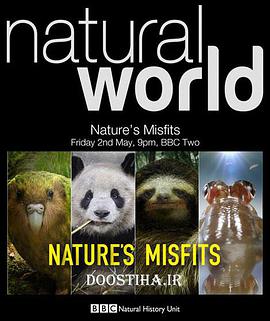 natural
world
Nature's Misfits
Friday 2nd May, 9pm, BBC Two
NATURE'S MISFITS
DOOSTIHA.IR
BBC Natural History Unit